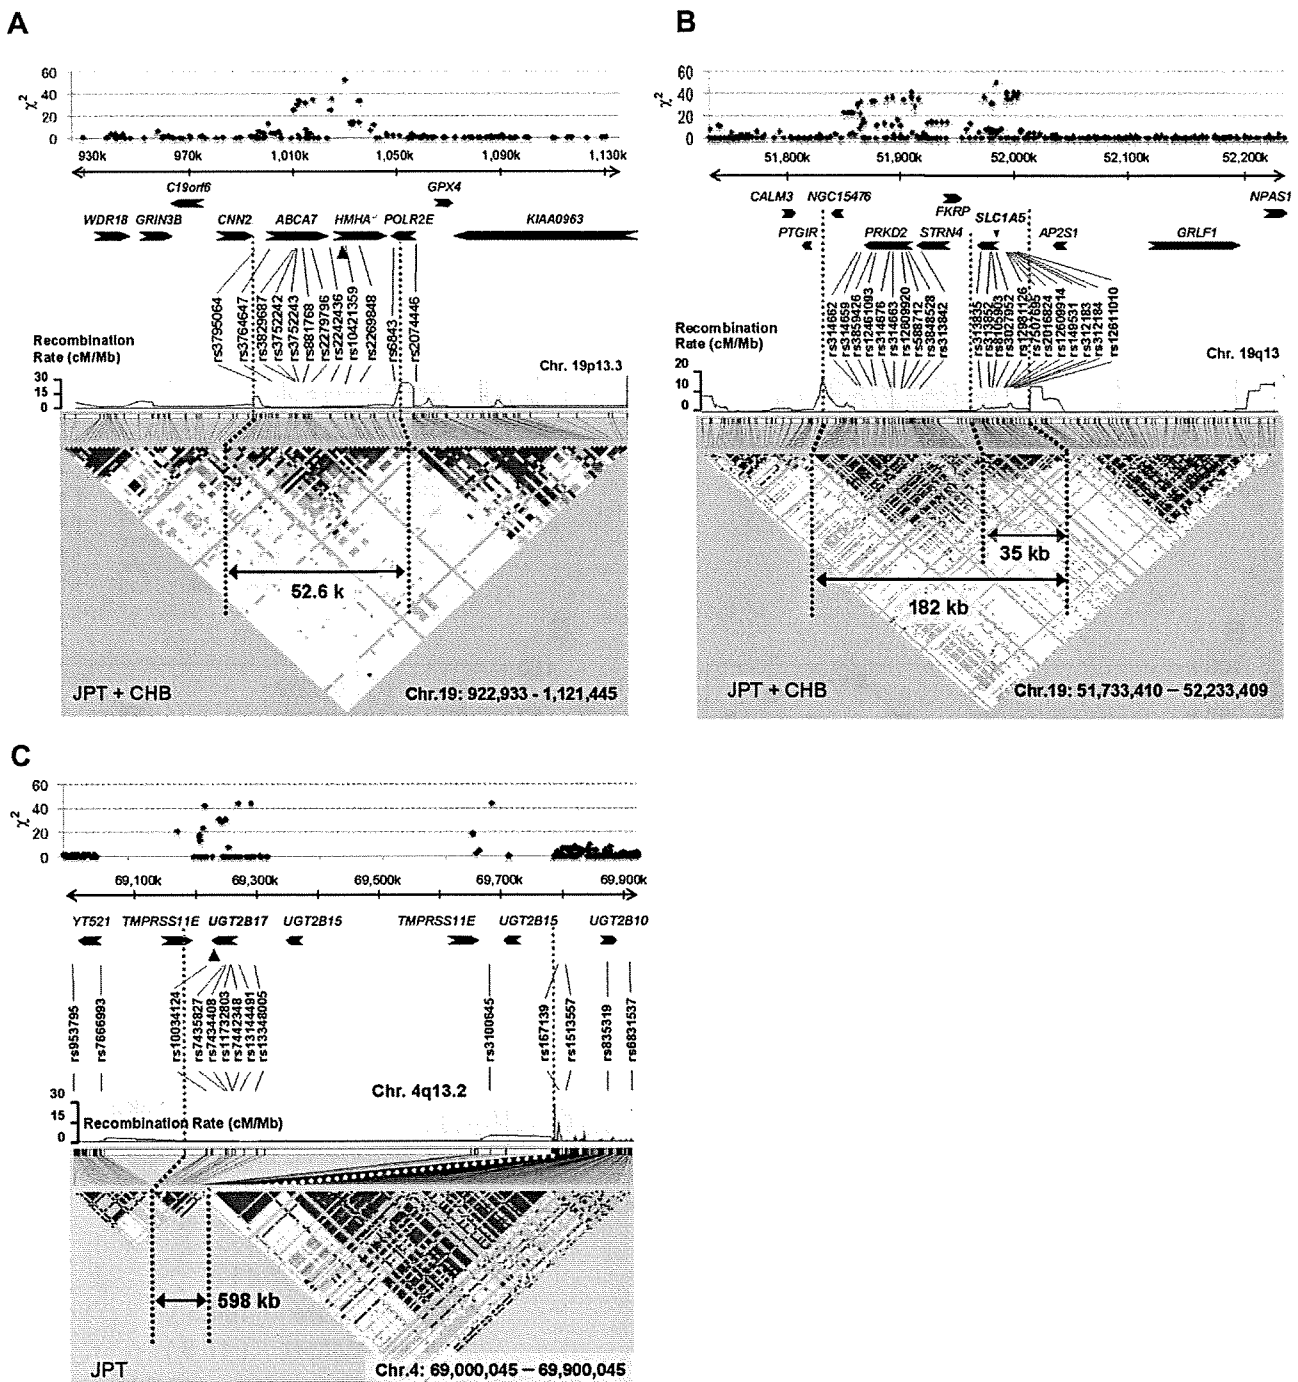 A
χ2
60
40
20
0
930k 970k 1,010k 1,050k 1,090k 1,130k
C19orf6 GPX4
WDR18 GRIN3B CNN2 ABCA7 HMHA POLR2E KIAA0963
rs3795064
rs3764647
rs3829687
rs3752242
rs3752243
rs881768
rs2279796
rs2242436
rs10421359
rs2269848
rs6843
rs2074446
Recombination
Rate (cM/Mb)
Chr. 19p13.3
30
15
0
52.6 k
JPT + CHB
Chr.19: 922,933 - 1,121,445
B
χ2
60
40
20
0
51,800k 51,900k 52,000k 52,100k 52,200k
CALM3 NGC15476 FKRP SLC1A5 NPAS1
PTGIR PRKD2 STRN4 AP2S1 GRLF1
rs314662
rs314659
rs3859426
rs12461093
rs314676
rs314663
rs12609920
rs588712
rs3848528
rs313842
rs313835
rs313852
rs8105903
rs3027952
rs12981126
rs7507695
rs2016824
rs12609914
rs149531
rs312183
rs312184
rs12611010
Recombination
Rate (cM/Mb)
Chr. 19q13
20
10
0
35 kb
182 kb
JPT + CHB
Chr.19: 51,733,410 – 52,233,409
C
χ2
60
40
20
0
69,100k 69,300k 69,500k 69,700k 69,900k
YT521 TMPRSS11E UGT2B17 UGT2B15 TMPRSS11E UGT2B15 UGT2B10
rs953795
rs7666993
rs10034124
rs7435827
rs7434408
rs11732803
rs7442348
rs13144491
rs13348005
rs3100645
rs167139
rs1513557
rs835319
rs6831537
Chr. 4q13.2
30
15
0
Recombination Rate (cM/Mb)
598 kb
JPT
Chr.4: 69,000,045 – 69,900,045